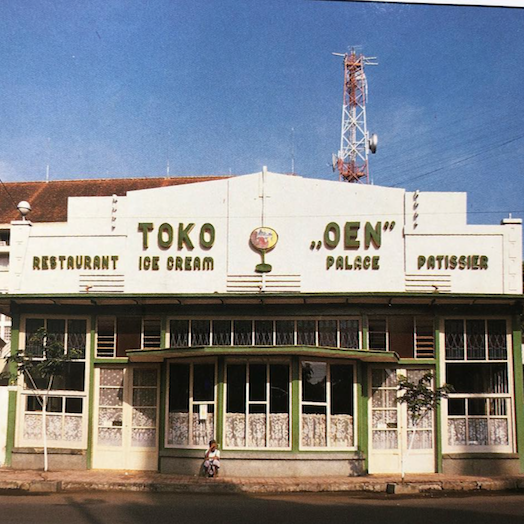 TOKO „OEN"
RESTAURANT ICE CREAM PALACE PATISSIER